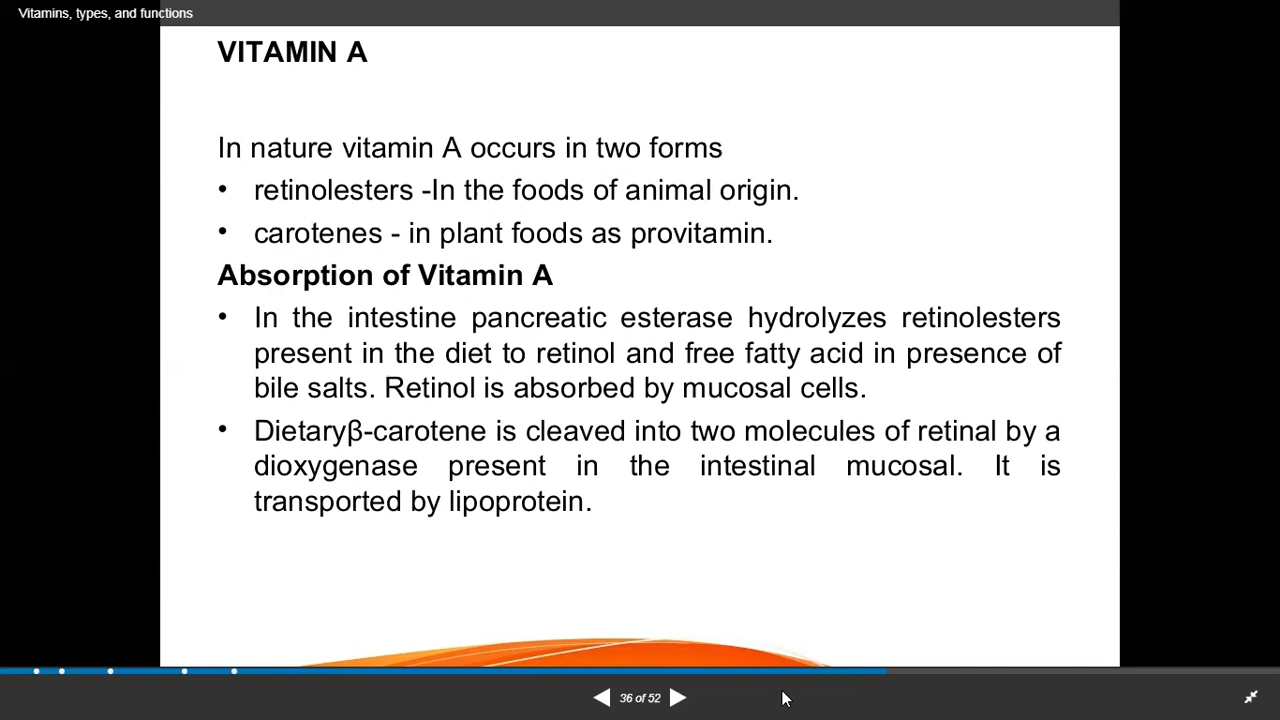 Vitamins, types, and functions
VITAMIN A
In nature vitamin A occurs in two forms
• retinolesters -In the foods of animal origin.
• carotenes - in plant foods as provitamin.
Absorption of Vitamin A
• In the intestine pancreatic esterase hydrolyzes retinolesters
present in the diet to retinol and free fatty acid in presence of
bile salts. Retinol is absorbed by mucosal cells.
• Dietaryβ-carotene is cleaved into two molecules of retinal by a
dioxygenase present in the intestinal mucosal. It is
transported by lipoprotein.
36 of 52